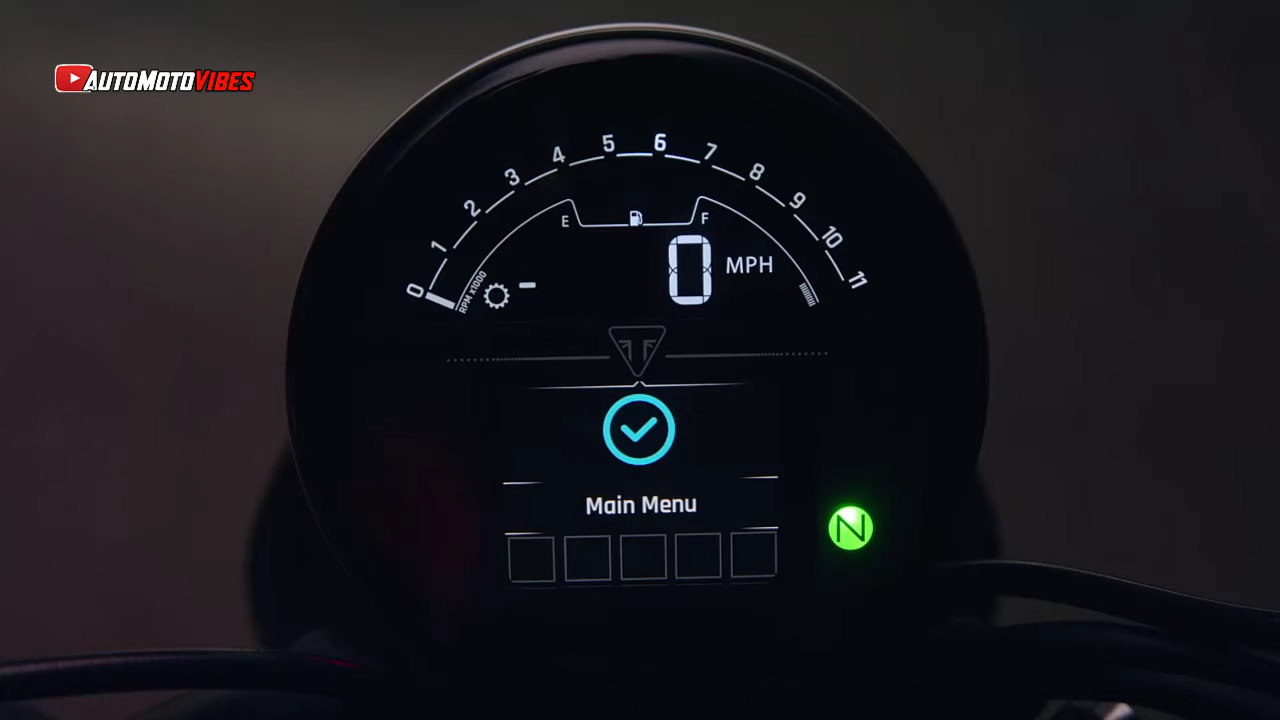 AUTOMOTOVIBES
0 1 2 3 4 5 6 7 8 9 10 11
RPM x1000
E F
- 0 MPH
Main Menu
N